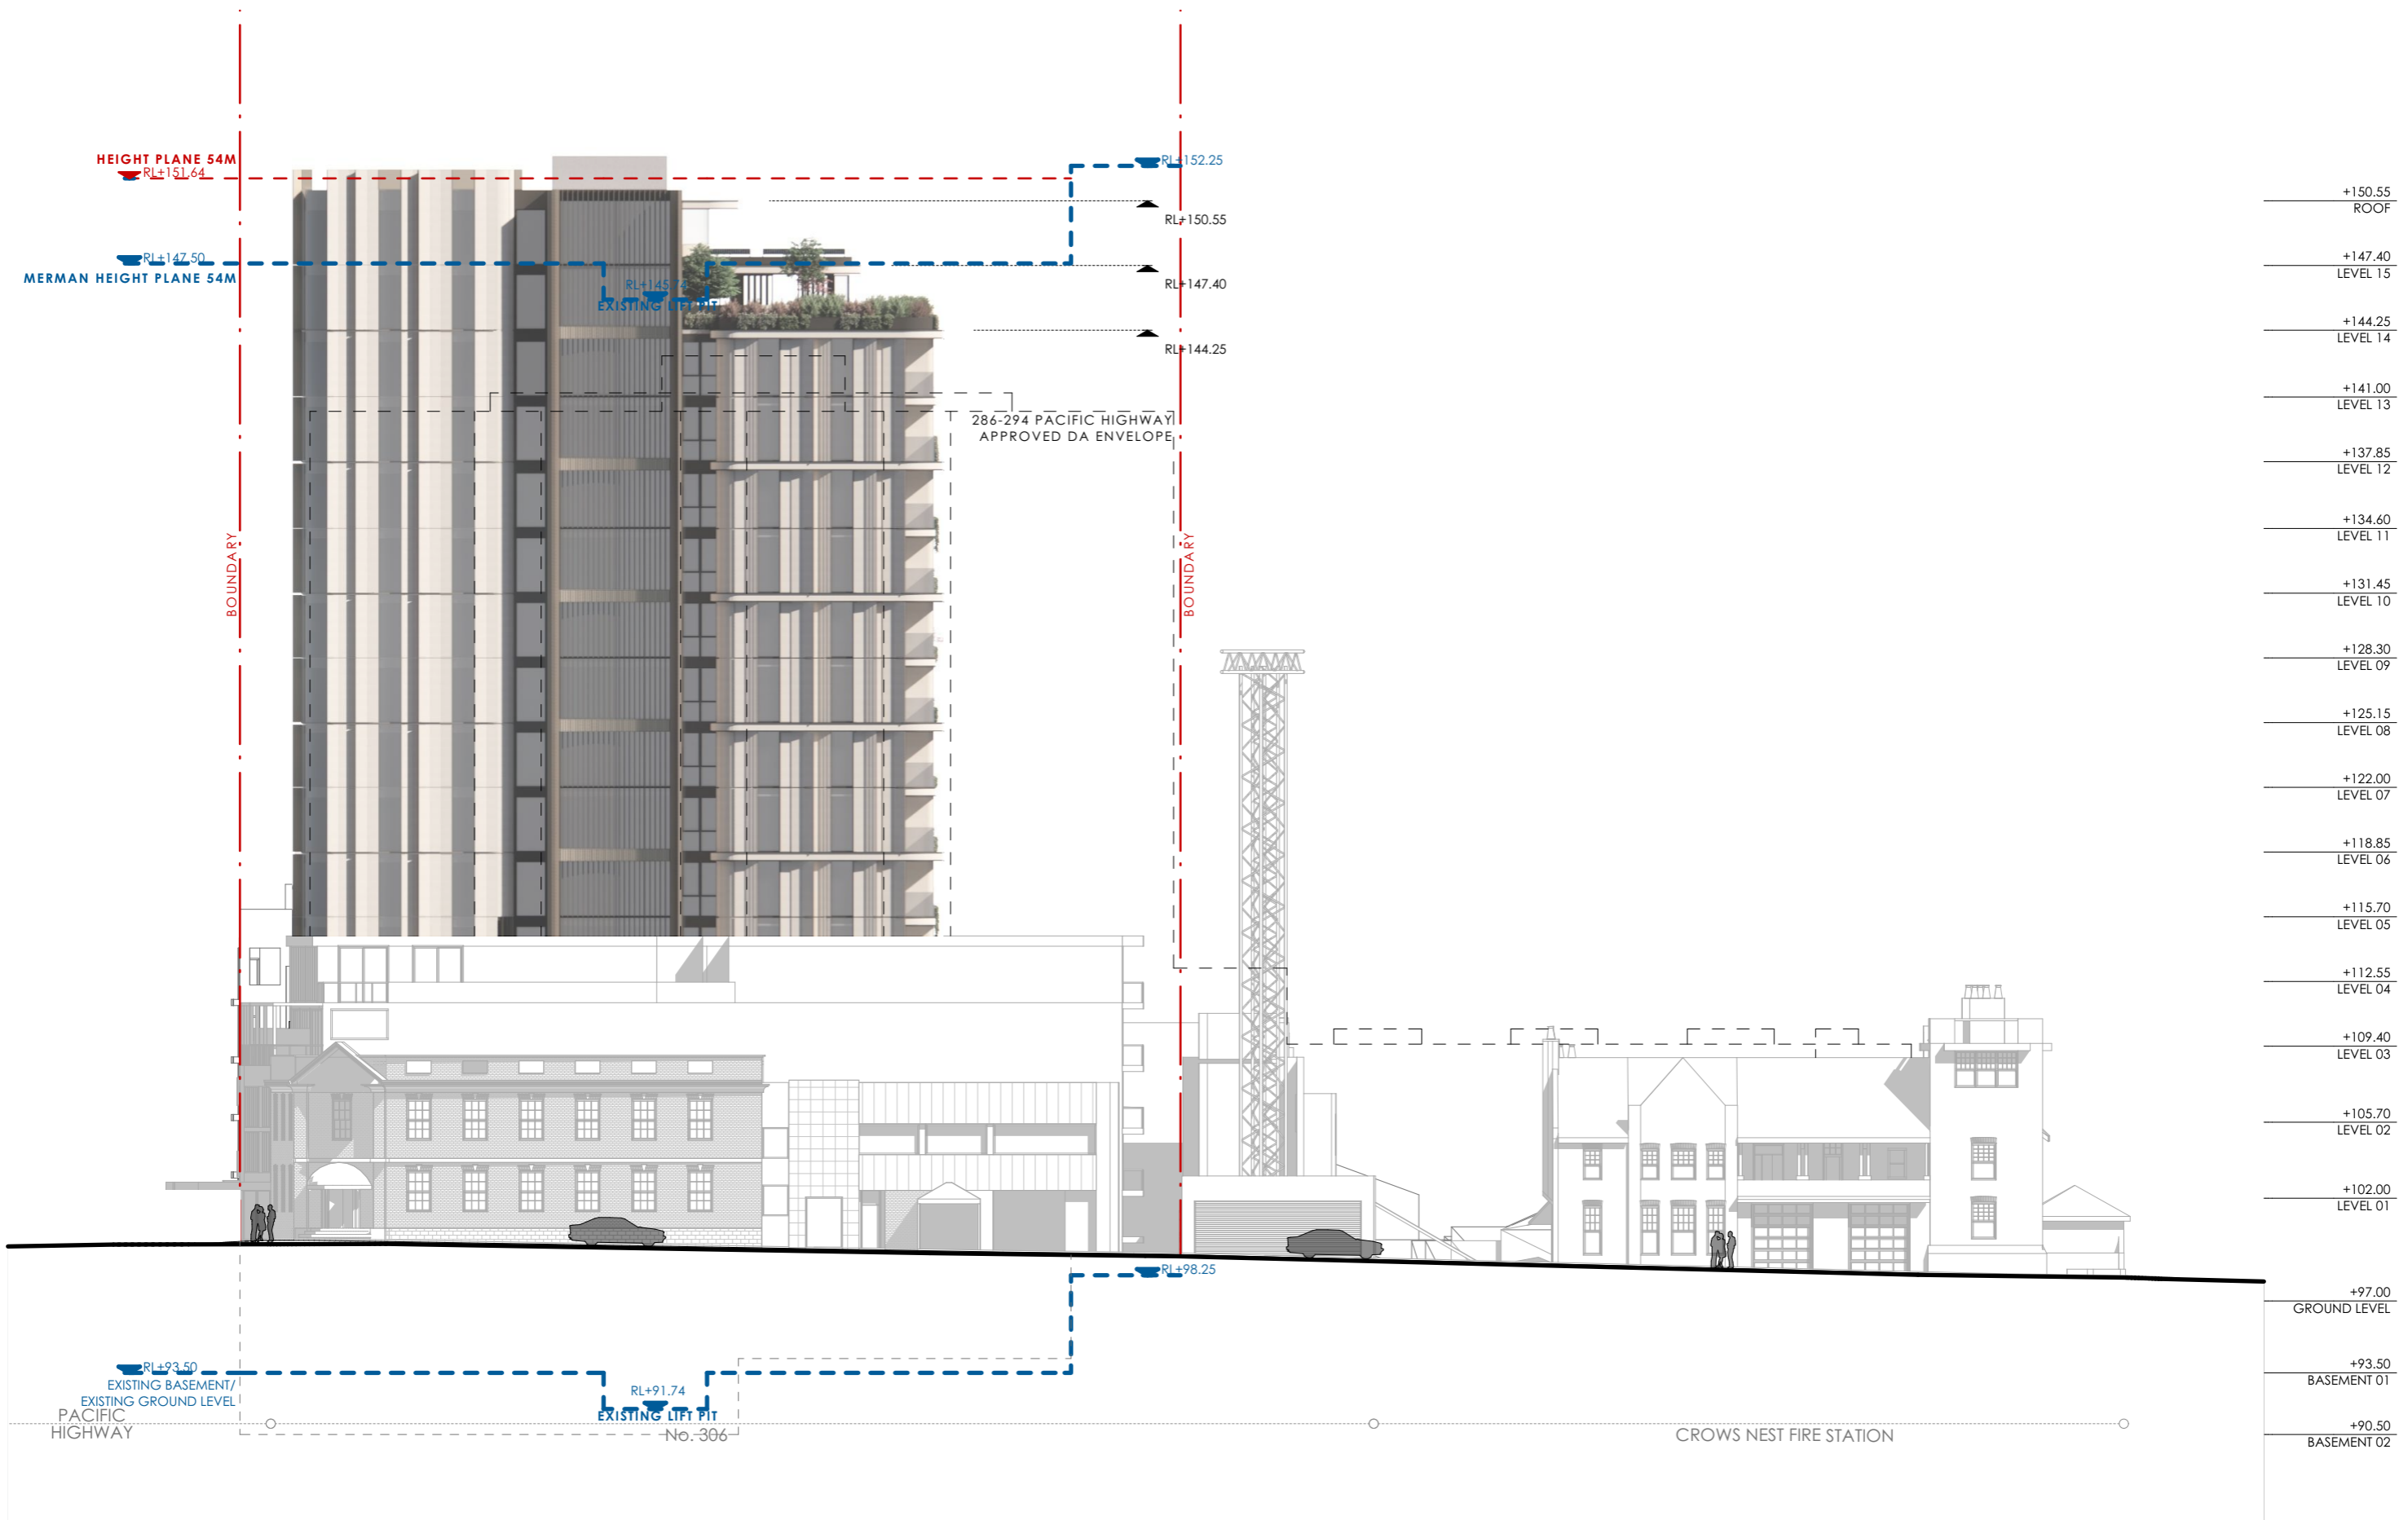 HEIGHT PLANE 54M
RL+151.64
RL+152.25
RL+150.55
RL+147.50
MERMAN HEIGHT PLANE 54M
RL+145.74
EXISTING LIFT PIT
RL+147.40
RL+144.25
286-294 PACIFIC HIGHWAY
APPROVED DA ENVELOPE
BOUNDARY
BOUNDARY
+150.55
ROOF
+147.40
LEVEL 15
+144.25
LEVEL 14
+141.00
LEVEL 13
+137.85
LEVEL 12
+134.60
LEVEL 11
+131.45
LEVEL 10
+128.30
LEVEL 09
+125.15
LEVEL 08
+122.00
LEVEL 07
+118.85
LEVEL 06
+115.70
LEVEL 05
+112.55
LEVEL 04
+109.40
LEVEL 03
+105.70
LEVEL 02
+102.00
LEVEL 01
+97.00
GROUND LEVEL
+93.50
BASEMENT 01
+90.50
BASEMENT 02
RL+98.25
RL+93.50
EXISTING BASEMENT/
EXISTING GROUND LEVEL
RL+91.74
EXISTING LIFT PIT
PACIFIC
HIGHWAY
No. 306
CROWS NEST FIRE STATION